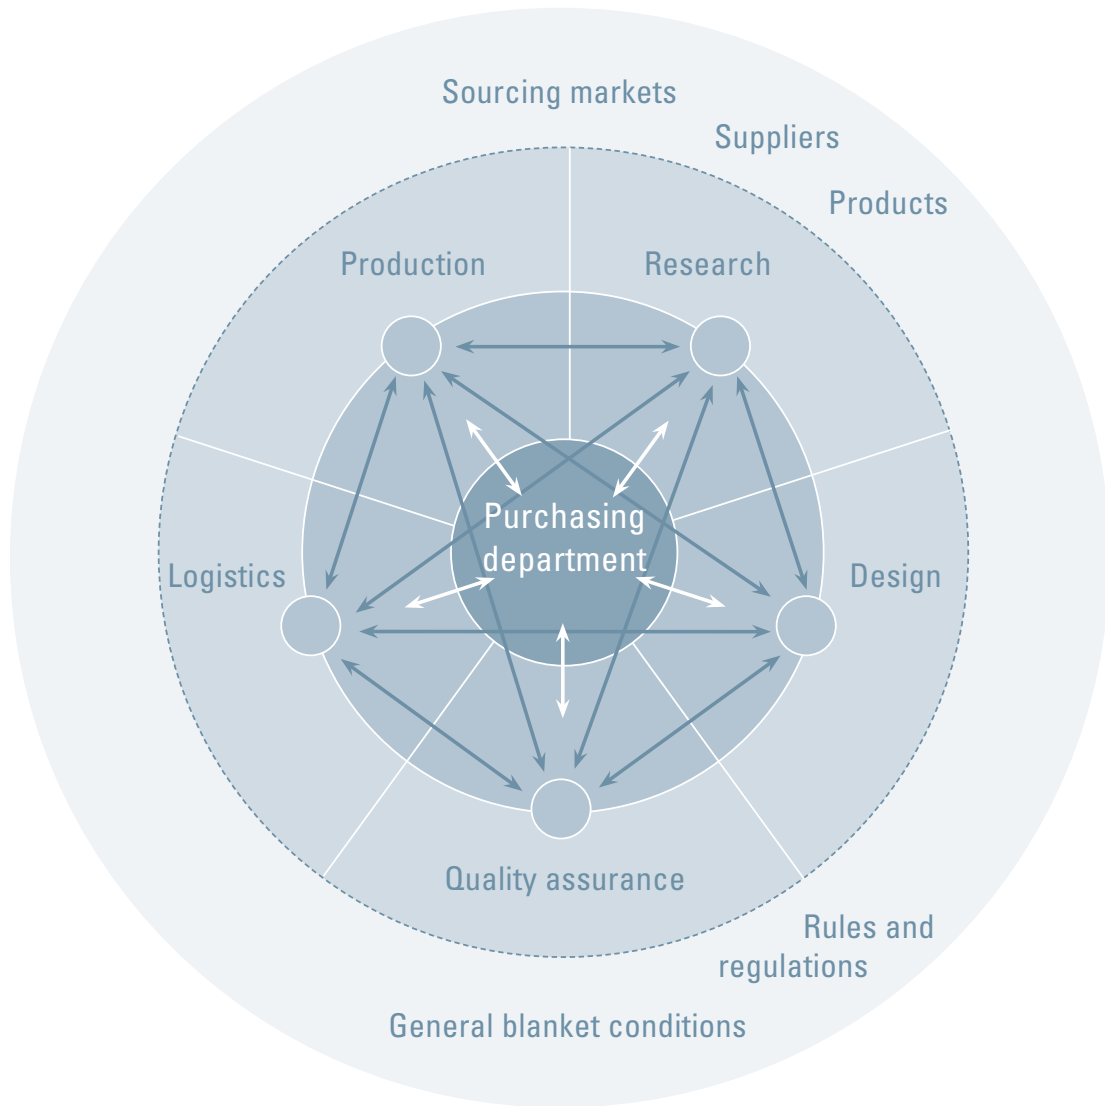 Sourcing markets
Suppliers
Products
Production
Research
Purchasing
department
Logistics
Design
Quality assurance
Rules and
regulations
General blanket conditions